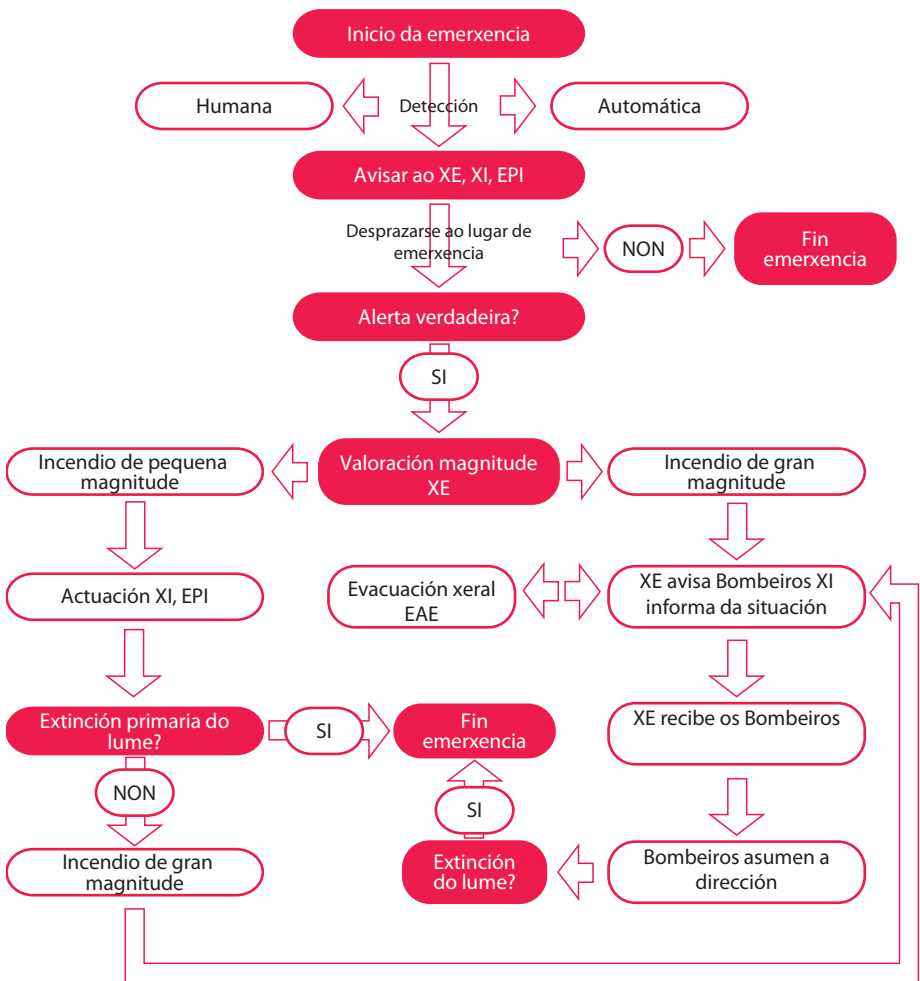 Inicio da emerxencia
Humana
Detección
Automática
Avisar ao XE, XI, EPI
Desprazarse ao lugar de
emerxencia
NON
Fin
emerxencia
Alerta verdadeira?
SI
Incendio de pequena
magnitude
Valoración magnitude
XE
Incendio de gran
magnitude
Actuación XI, EPI
Evacuación xeral
EAE
XE avisa Bombeiros XI
informa da situación
Extinción primaria do
lume?
SI
Fin
emerxencia
XE recibe os Bombeiros
NON
SI
Incendio de gran
magnitude
Extinción
do lume?
Bombeiros asumen a
dirección